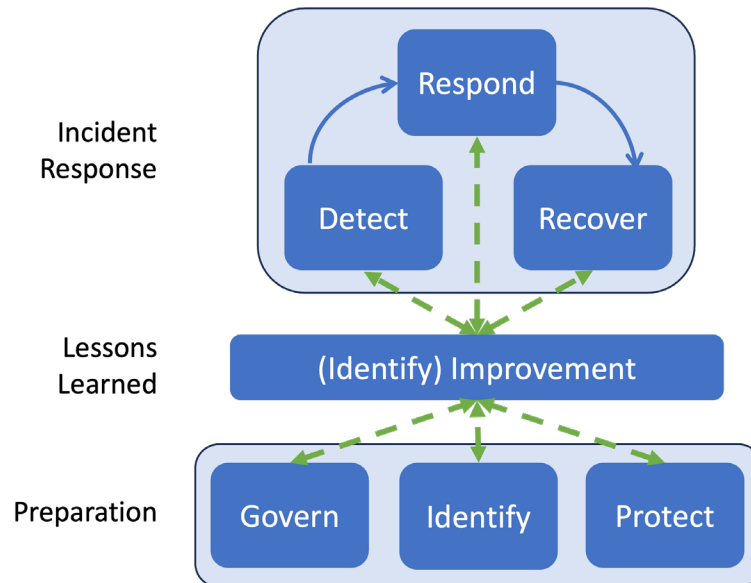 Respond
Incident
Response
Detect
Recover
Lessons
Learned
(Identify) Improvement
Preparation
Govern
Identify
Protect